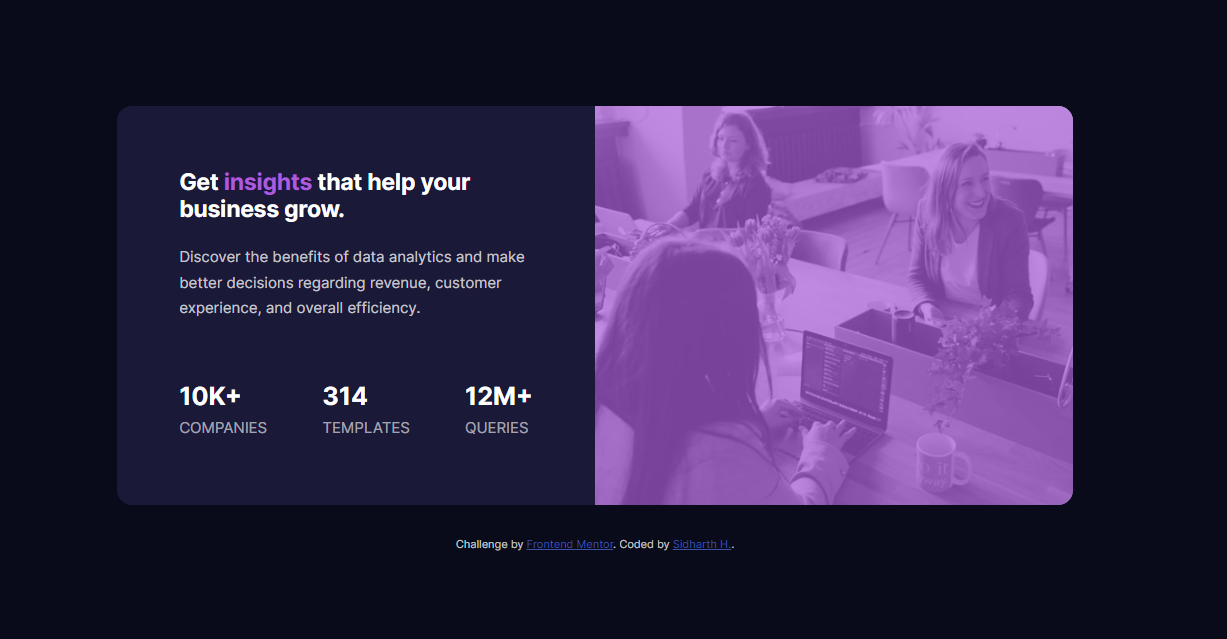 Get insights that help your
business grow.
Discover the benefits of data analytics and make
better decisions regarding revenue, customer
experience, and overall efficiency.
10K+ 314 12M+
COMPANIES TEMPLATES QUERIES
Challenge by Frontend Mentor. Coded by Sidharth H..